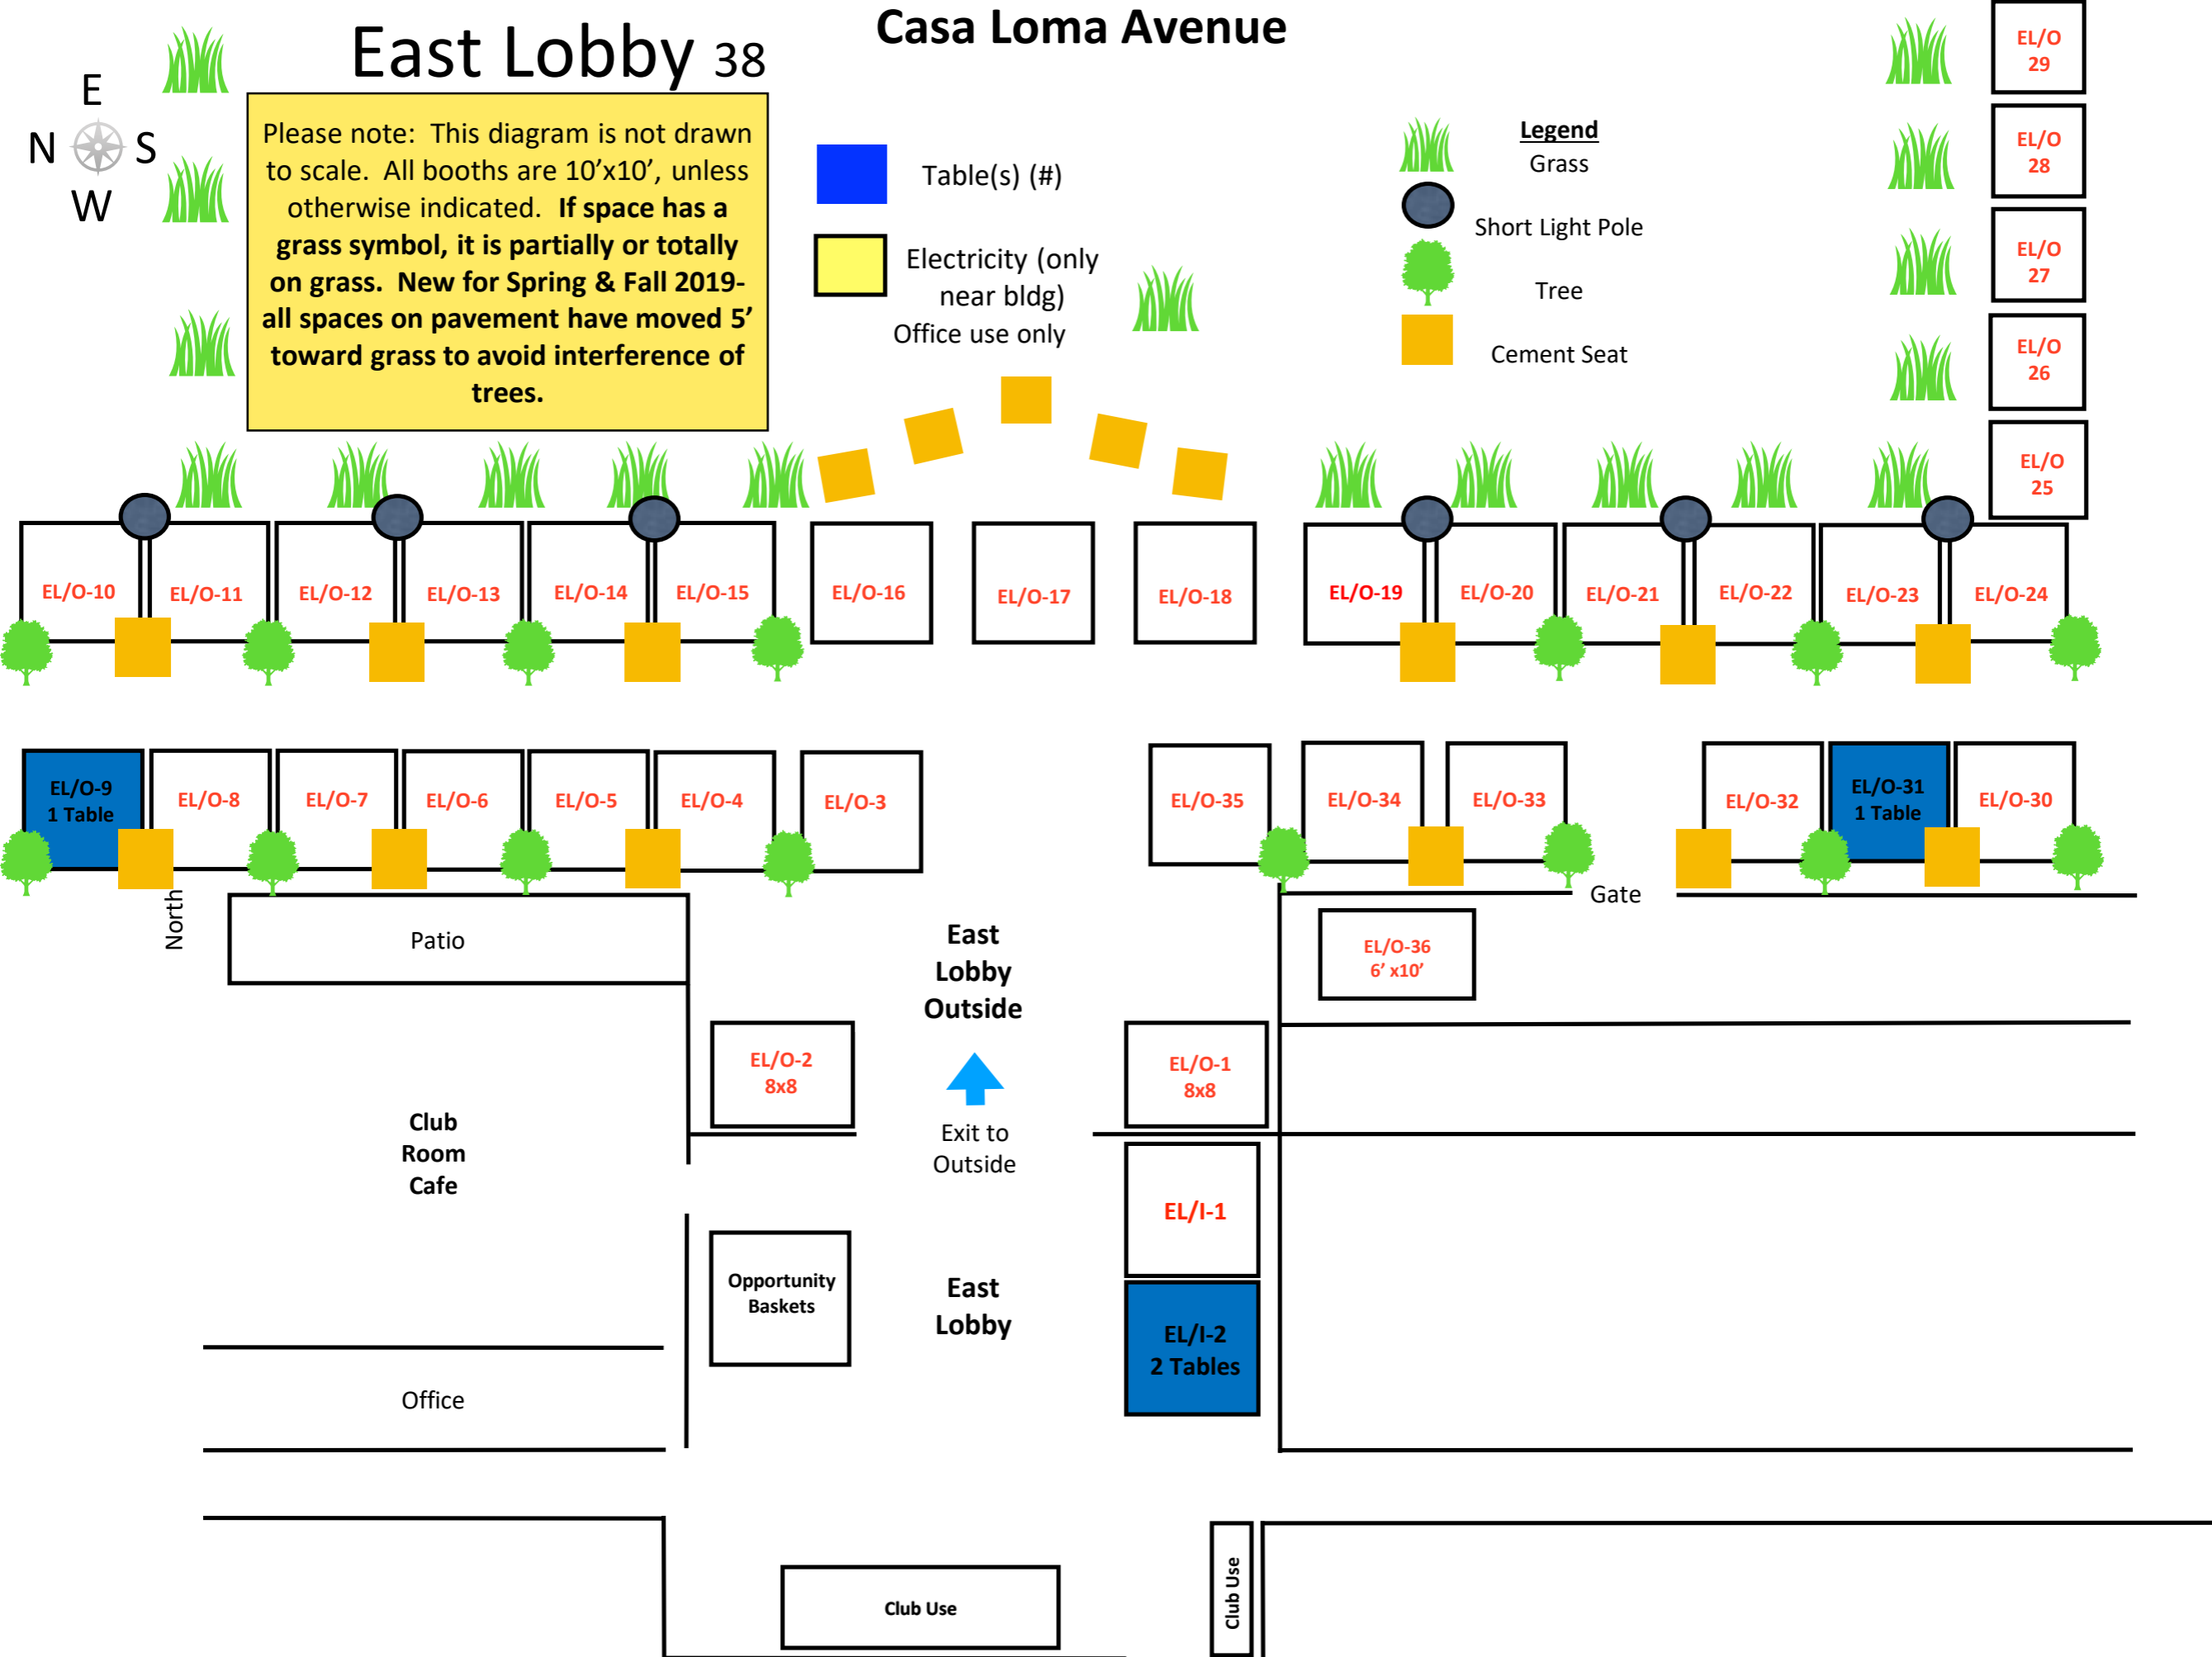 East Lobby 38
Casa Loma Avenue
E
N S
W
Please note: This diagram is not drawn
to scale. All booths are 10’x10’, unless
otherwise indicated. If space has a
grass symbol, it is partially or totally
on grass. New for Spring & Fall 2019-
all spaces on pavement have moved 5’
toward grass to avoid interference of
trees.
Table(s) (#)
Electricity (only
near bldg)
Office use only
Legend
Grass
Short Light Pole
Tree
Cement Seat
EL/O
29
EL/O
28
EL/O
27
EL/O
26
EL/O
25
EL/O-10
EL/O-11
EL/O-12
EL/O-13
EL/O-14
EL/O-15
EL/O-16
EL/O-17
EL/O-18
EL/O-19
EL/O-20
EL/O-21
EL/O-22
EL/O-23
EL/O-24
EL/O-9
1 Table
EL/O-8
EL/O-7
EL/O-6
EL/O-5
EL/O-4
EL/O-3
EL/O-35
EL/O-34
EL/O-33
EL/O-32
EL/O-31
1 Table
EL/O-30
North
Patio
East
Lobby
Outside
Gate
EL/O-36
6’ x10’
EL/O-2
8x8
EL/O-1
8x8
Exit to
Outside
Club
Room
Cafe
EL/I-1
Opportunity
Baskets
East
Lobby
EL/I-2
2 Tables
Office
Club Use
Club Use